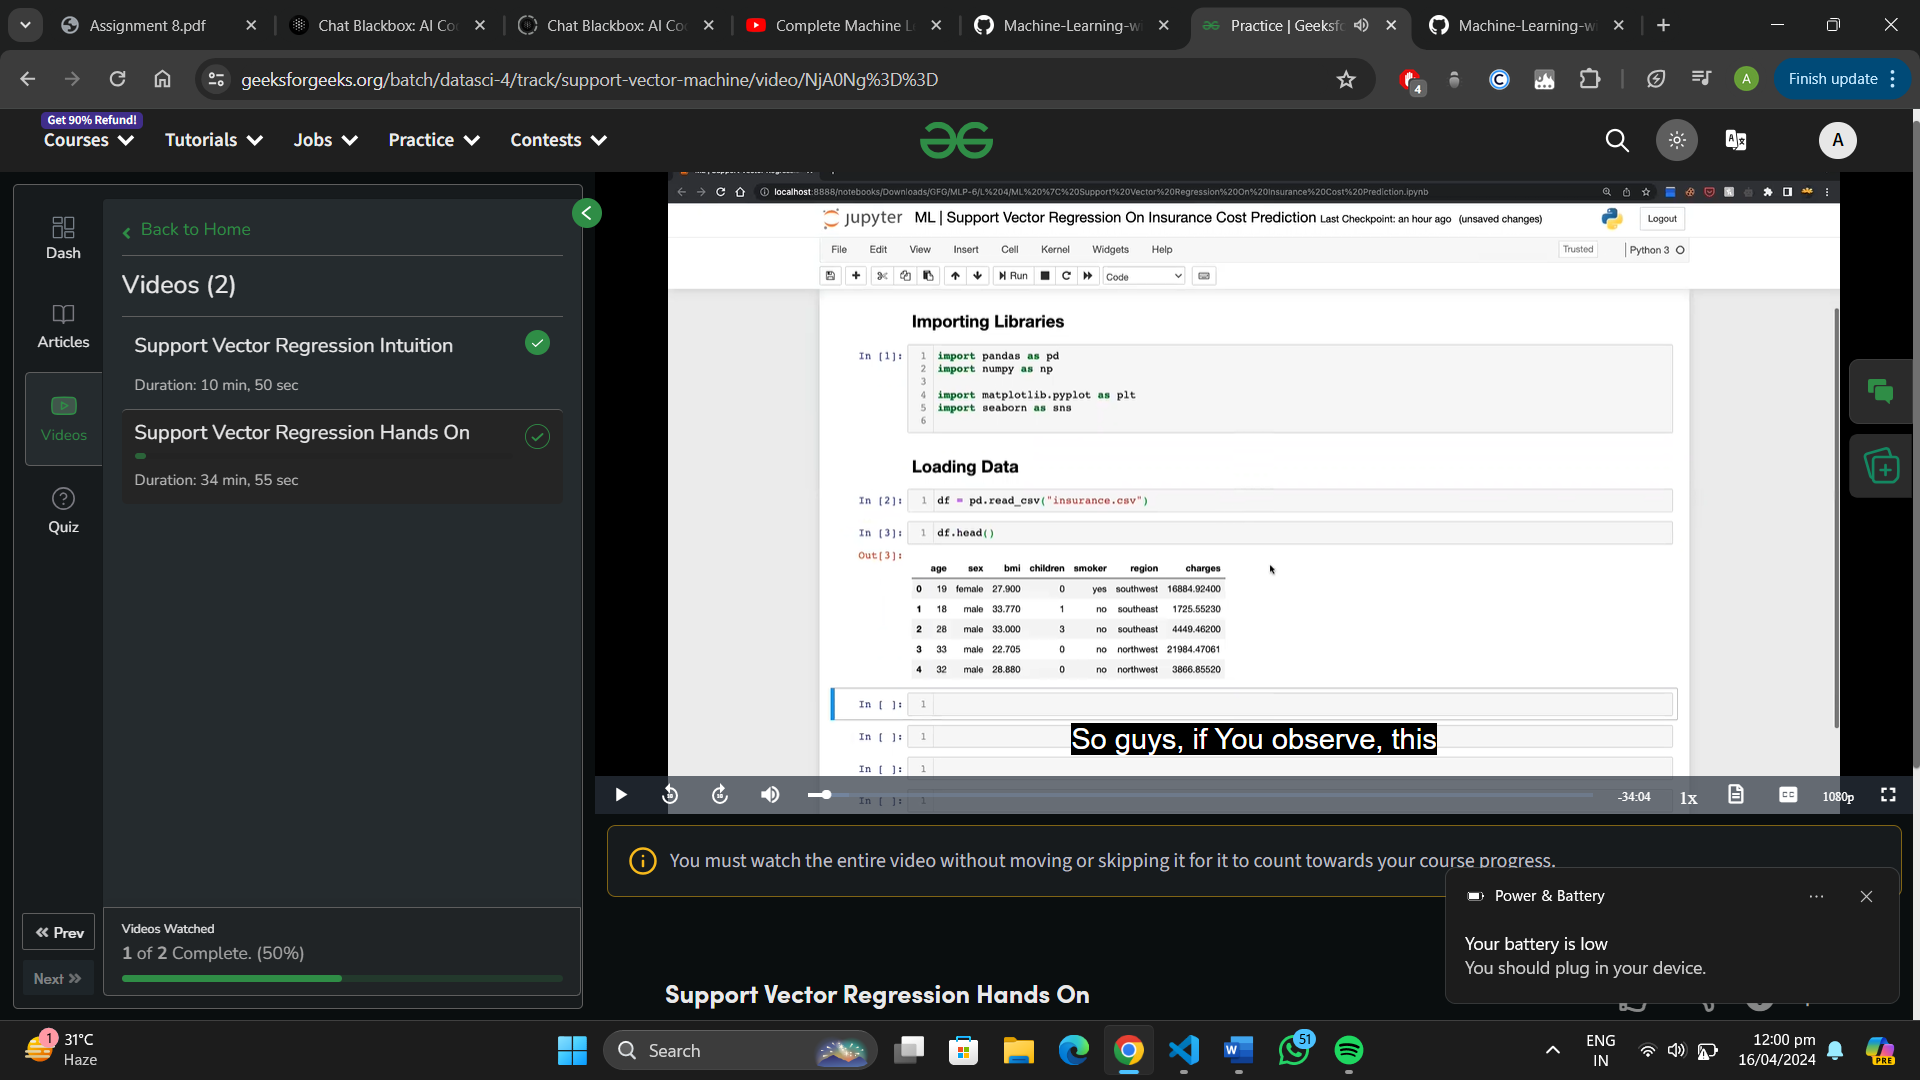 Assignment 8.pdf
Chat Blackbox: AI Co
Chat Blackbox: AI Co
Complete Machine L
Machine-Learning-w
Practice | Geeksfo
Machine-Learning-w
geeksforgeeks.org/batch/datasci-4/track/support-vector-machine/video/NjA0Ng%3D%3D
4
A
Finish update
Get 90% Refund!
Courses
Tutorials
Jobs
Practice
Contests
A
Dash
Articles
Videos
Quiz
Back to Home
Videos (2)
Support Vector Regression Intuition
Duration: 10 min, 50 sec
Support Vector Regression Hands On
Duration: 34 min, 55 sec
Prev
Next
Videos Watched
1 of 2 Complete. (50%)
localhost:8888/notebooks/Downloads/GFG/MLP-6/L%204/ML%20%7C%20Support%20Vector%20Regression%20On%20Insurance%20Cost%20Prediction.ipynb
jupyter ML | Support Vector Regression On Insurance Cost Prediction Last Checkpoint: an hour ago (unsaved changes)
Logout
File Edit View Insert Cell Kernel Widgets Help
Trusted
Python 3
Run
Code
Importing Libraries
In [1]:
1 import pandas as pd
2 import numpy as np
3
4 import matplotlib.pyplot as plt
5 import seaborn as sns
6
Loading Data
In [2]: 1 df = pd.read_csv("insurance.csv")
In [3]: 1 df.head()
Out[3]:
age sex bmi children smoker region charges
0 19 female 27.900 0 yes southwest 16884.92400
1 18 male 33.770 1 no southeast 1725.55230
2 28 male 33.000 3 no southeast 4449.46200
3 33 male 22.705 0 no northwest 21984.47061
4 32 male 28.880 0 no northwest 3866.85520
In [ ]: 1
In [ ]: 1
So guys, if You observe, this
In [ ]: 1
In [ ]: 1
-34:04
1x
CC
1080p
You must watch the entire video without moving or skipping it for it to count towards your course progress.
Power & Battery
Your battery is low
You should plug in your device.
Support Vector Regression Hands On
1
31°C
Haze
Search
51
ENG
IN
12:00 pm
16/04/2024
PRE